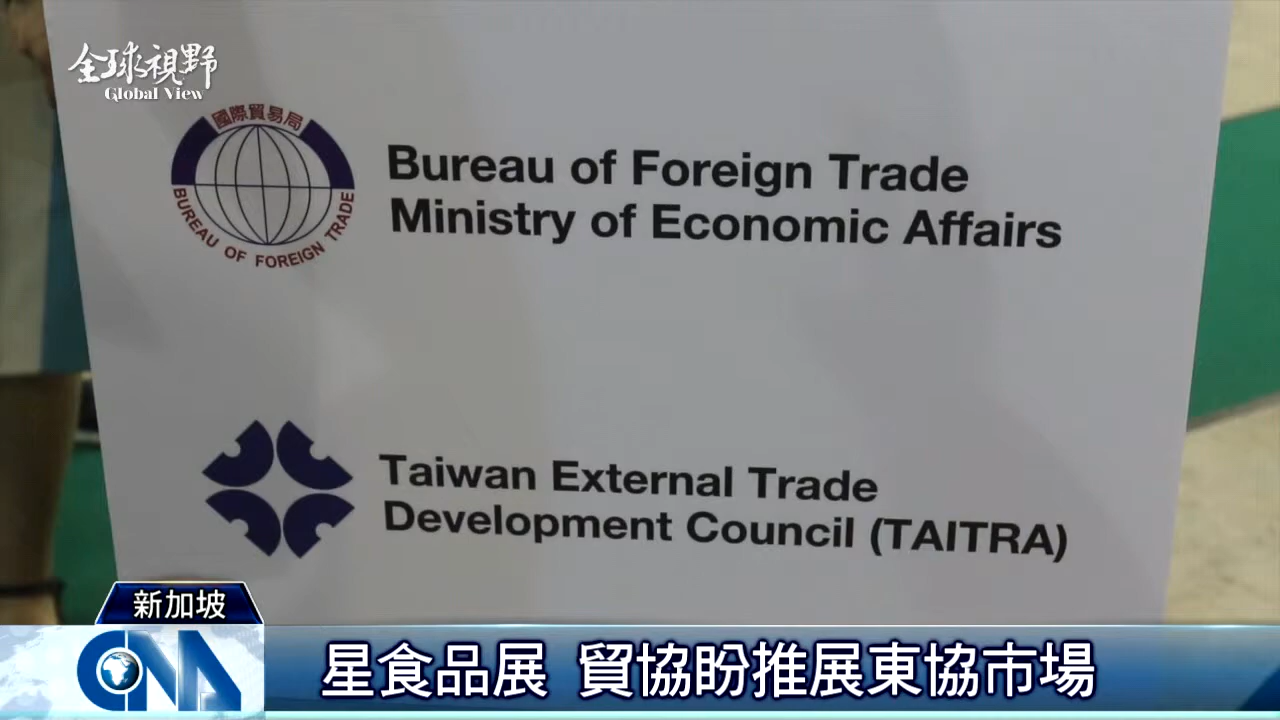 全球視野
Global View
國際貿易局
BUREAU OF FOREIGN TRADE
Bureau of Foreign Trade
Ministry of Economic Affairs
Taiwan External Trade
Development Council (TAITRA)
新加坡
CNA
星食品展 貿協盼推展東協市場